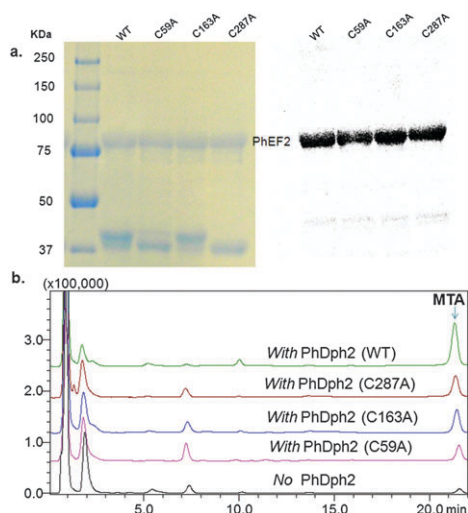 a.
KDa
WT C59A C163A C287A
WT C59A C163A C287A
250
150
100
75
50
37
PhEF2
b.
(x100,000)
MTA
3.0
With PhDph2 (WT)
2.0
With PhDph2 (C287A)
With PhDph2 (C163A)
1.0
With PhDph2 (C59A)
No PhDph2
0.0
5.0 10.0 15.0 20.0 min